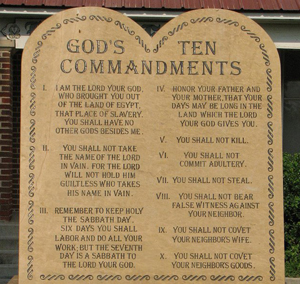 GOD'S TEN
COMMANDMENTS
I. I AM THE LORD YOUR GOD,
WHO BROUGHT YOU OUT
OF THE LAND OF EGYPT,
THAT PLACE OF SLAVERY.
YOU SHALL HAVE NO
OTHER GODS BESIDES ME.
II. YOU SHALL NOT TAKE
THE NAME OF THE LORD
IN VAIN. FOR THE LORD
WILL NOT HOLD HIM
GUILTLESS WHO TAKES
HIS NAME IN VAIN.
III. REMEMBER TO KEEP HOLY
THE SABBATH DAY.
SIX DAYS YOU SHALL
LABOR AND DO ALL YOUR
WORK, BUT THE SEVENTH
DAY IS A SABBATH TO
THE LORD YOUR GOD.
IV. HONOR YOUR FATHER AND
YOUR MOTHER, THAT YOUR
DAYS MAY BE LONG IN THE
LAND WHICH THE LORD
YOUR GOD GIVES YOU.
V. YOU SHALL NOT KILL.
VI. YOU SHALL NOT
COMMIT ADULTERY.
VII. YOU SHALL NOT STEAL.
VIII. YOU SHALL NOT BEAR
FALSE WITNESS AGAINST
YOUR NEIGHBOR.
IX. YOU SHALL NOT COVET
YOUR NEIGHBOR'S WIFE.
X. YOU SHALL NOT COVET
YOUR NEIGHBOR'S GOODS.